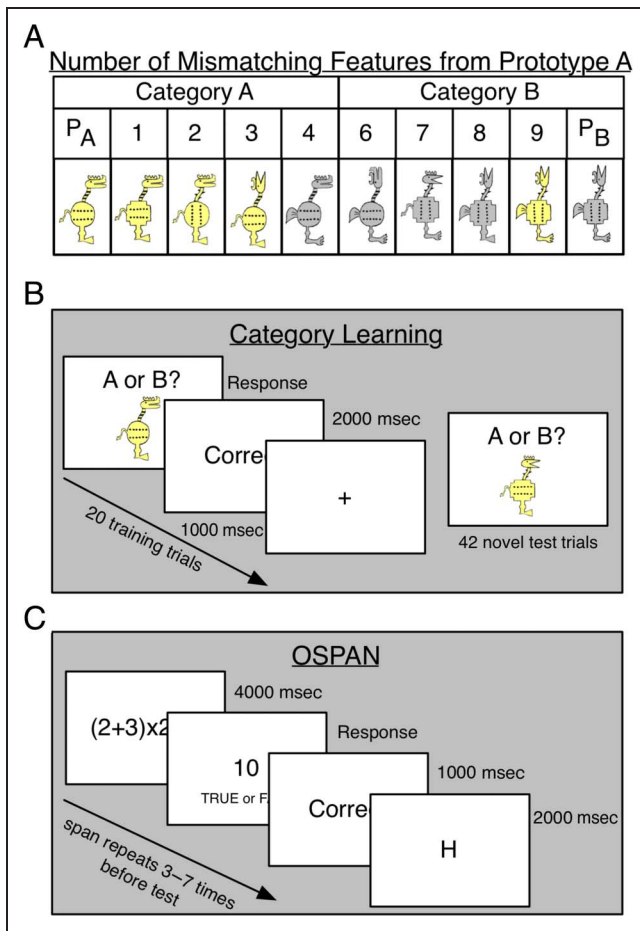 A
Number of Mismatching Features from Prototype A
Category A Category B
PA 1 2 3 4 6 7 8 9 PB
B
Category Learning
A or B?
Response
Corre
2000 msec
+
1000 msec
20 training trials
A or B?
42 novel test trials
C
OSPAN
(2+3)x2
4000 msec
10
TRUE or F
Response
Corre
1000 msec
H
2000 msec
span repeats 3–7 times
before test